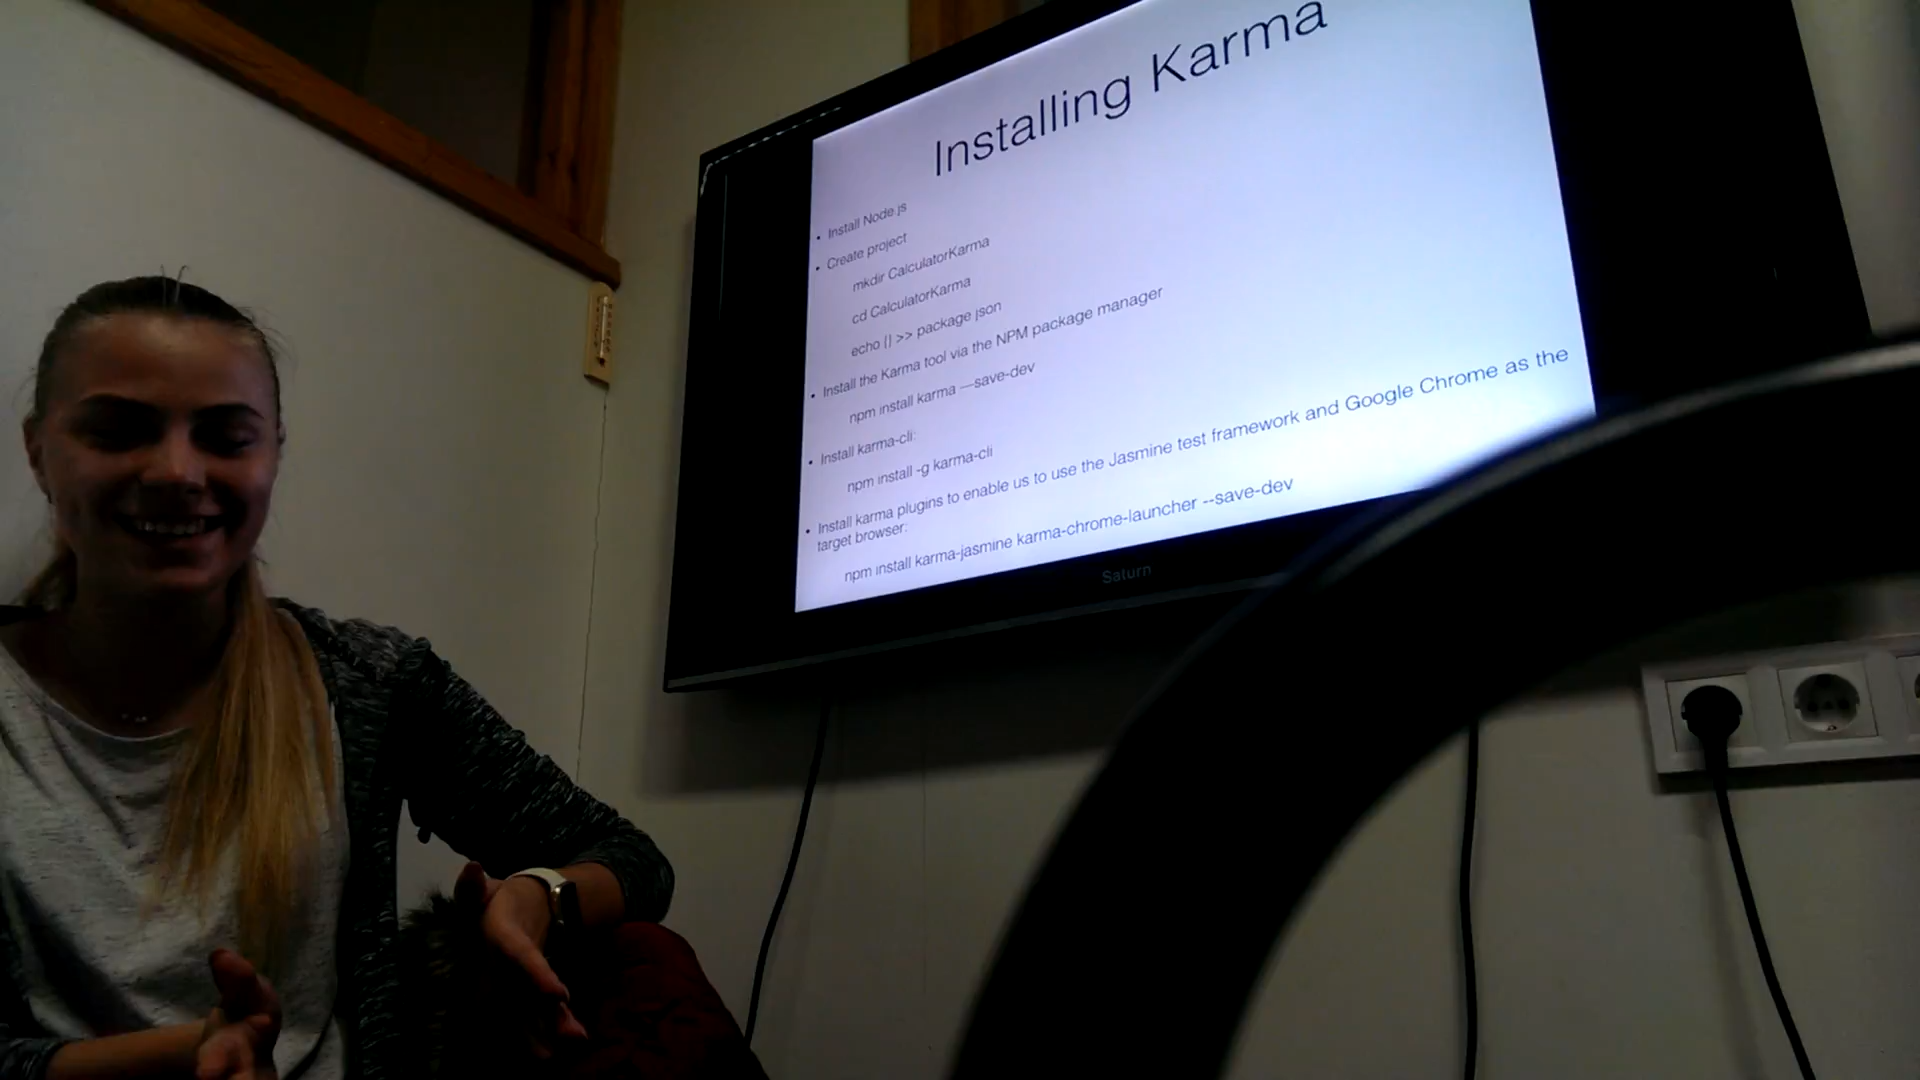 Installing Karma
• Install Node.js
• Create project
mkdir CalculatorKarma
cd CalculatorKarma
echo {} >> package.json
• Install the Karma tool via the NPM package manager
npm install karma —save-dev
• Install karma-cli:
npm install -g karma-cli
• Install karma plugins to enable us to use the Jasmine test framework and Google Chrome as the
target browser:
npm install karma-jasmine karma-chrome-launcher --save-dev
Saturn